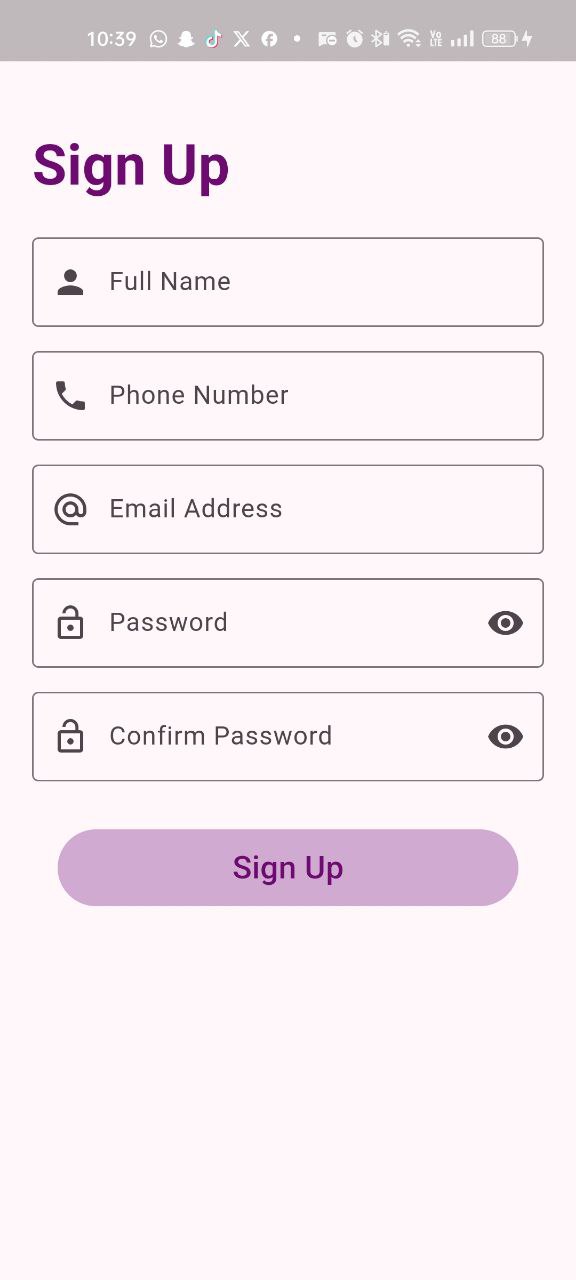 10:39 VO LTE 88
Sign Up
Full Name
Phone Number
Email Address
Password
Confirm Password
Sign Up